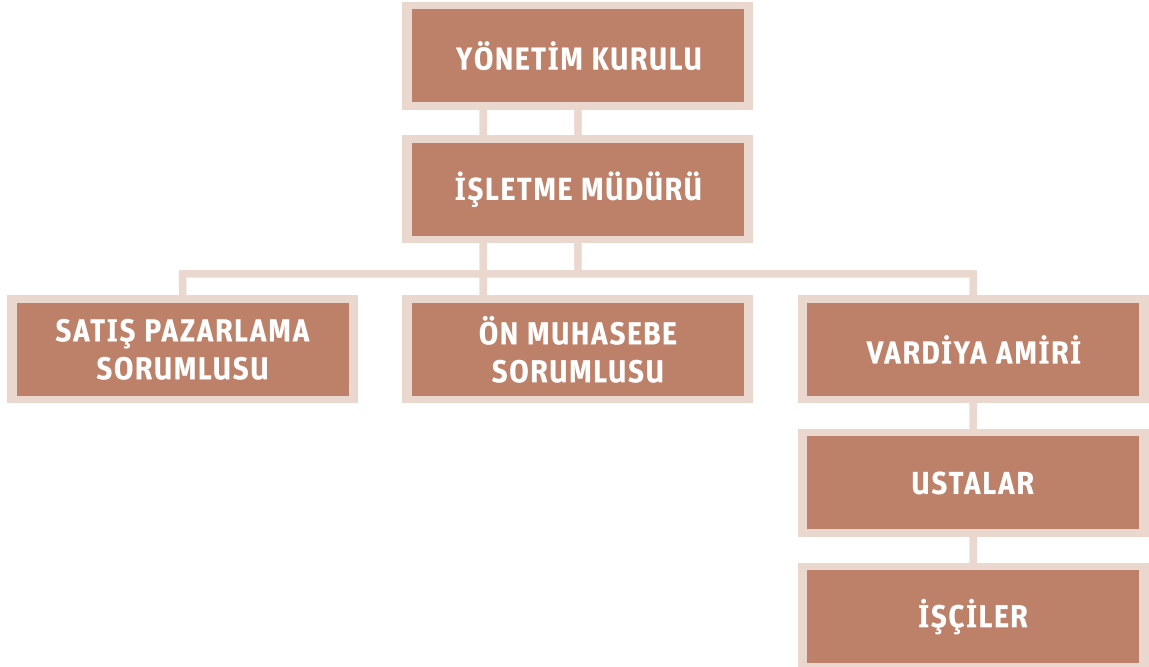 YÖNETİM KURULU
İŞLETME MÜDÜRÜ
SATIŞ PAZARLAMA
SORUMLUSU
ÖN MUHASEBE
SORUMLUSU
VARDİYA AMİRİ
USTALAR
İŞÇİLER